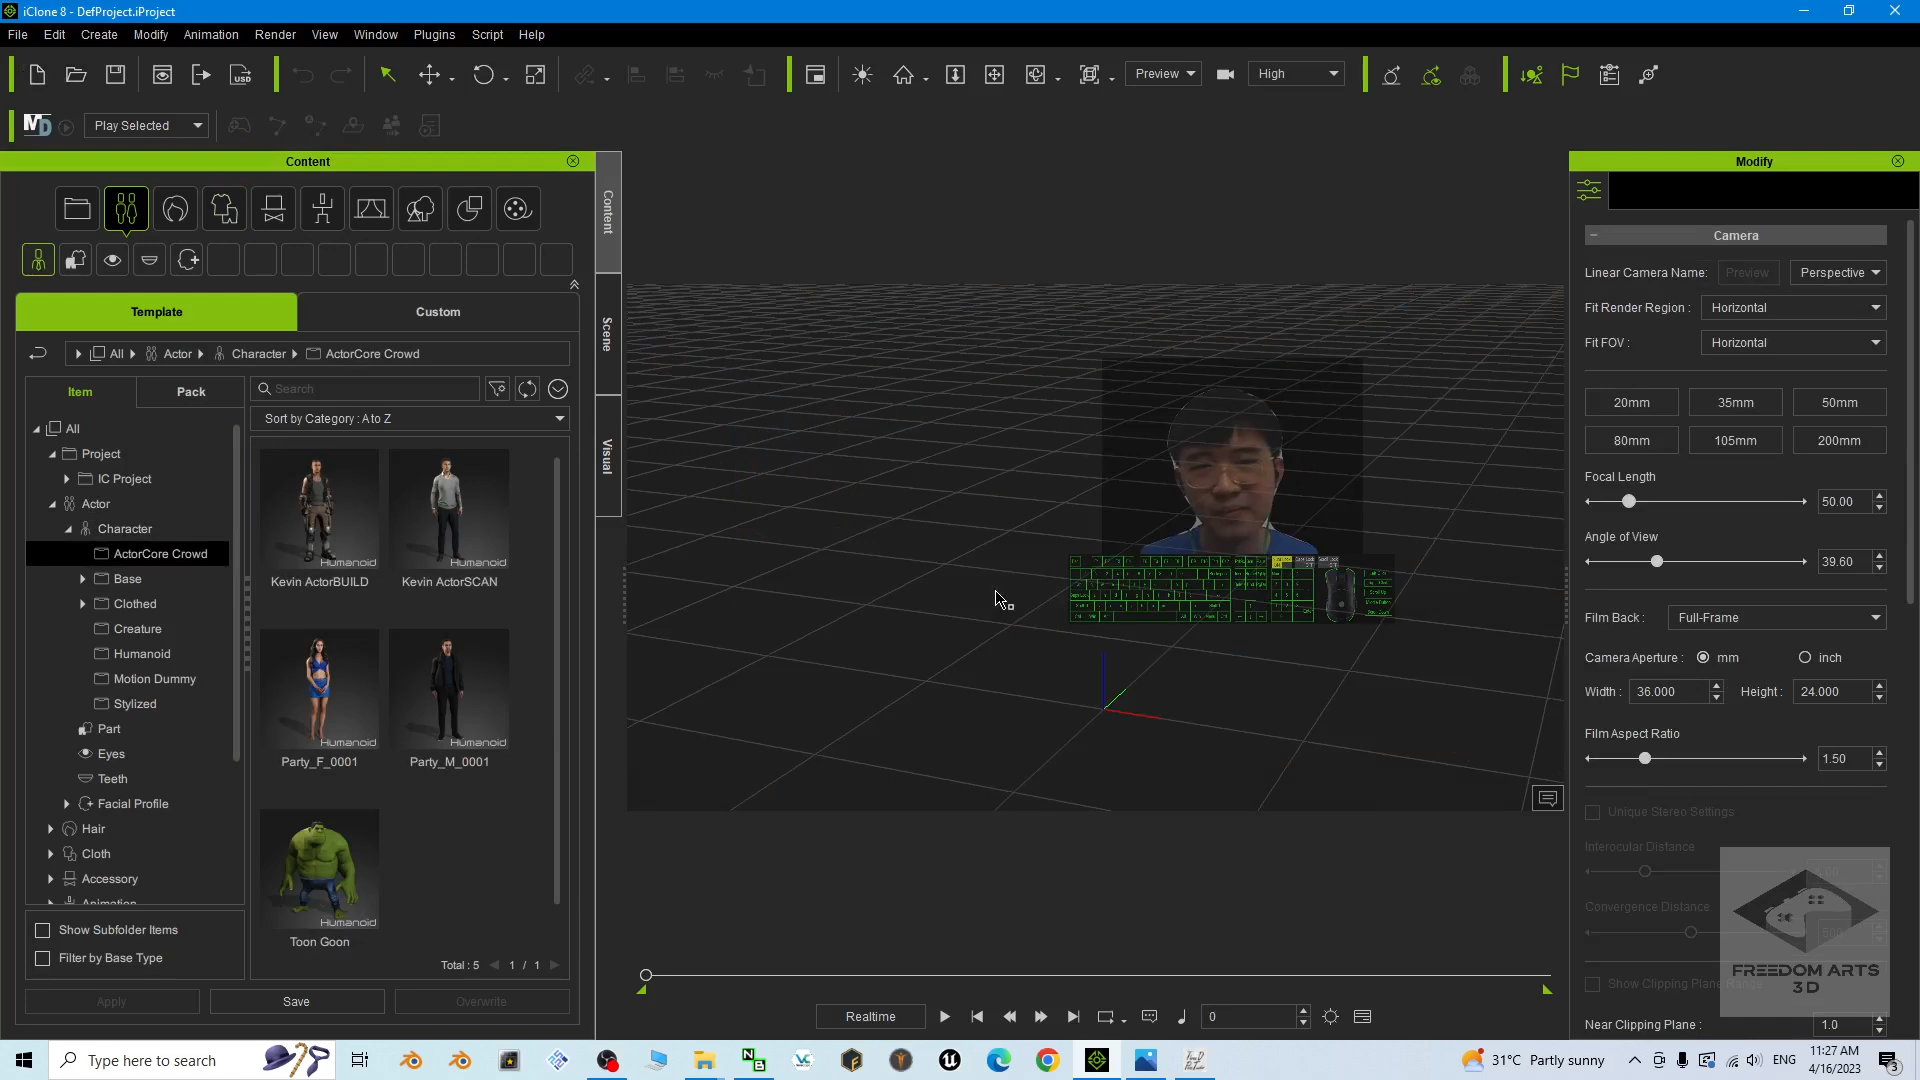 iClone 8 - DefProject.iProject
File Edit Create Modify Animation Render View Window Plugins Script Help
USD
Preview
High
MD
Play Selected
Content
Modify
Content
Scene
Visual
Template
Custom
All Actor Character ActorCore Crowd
Item
Pack
Search
Sort by Category : A to Z
All
Project
IC Project
Actor
Character
ActorCore Crowd
Base
Clothed
Creature
Humanoid
Motion Dummy
Stylized
Part
Eyes
Teeth
Facial Profile
Hair
Cloth
Accessory
Animation
Humanoid
Kevin ActorBUILD
Humanoid
Kevin ActorSCAN
Humanoid
Party_F_0001
Humanoid
Party_M_0001
Humanoid
Toon Goon
Show Subfolder Items
Filter by Base Type
Total : 5 1 / 1
Apply
Save
Overwrite
Camera
Linear Camera Name: Preview Perspective
Fit Render Region : Horizontal
Fit FOV : Horizontal
20mm 35mm 50mm
80mm 105mm 200mm
Focal Length
50.00
Angle of View
39.60
Film Back : Full-Frame
Camera Aperture : mm inch
Width : 36.000 Height : 24.000
Film Aspect Ratio
1.50
Unique Stereo Settings
Interocular Distance
Convergence Distance
Show Clipping Plane Range
Near Clipping Plane : 1.0
FREEDOM ARTS
3D
Realtime
0
Type here to search
31°C Partly sunny
ENG
11:27 AM
4/16/2023
3